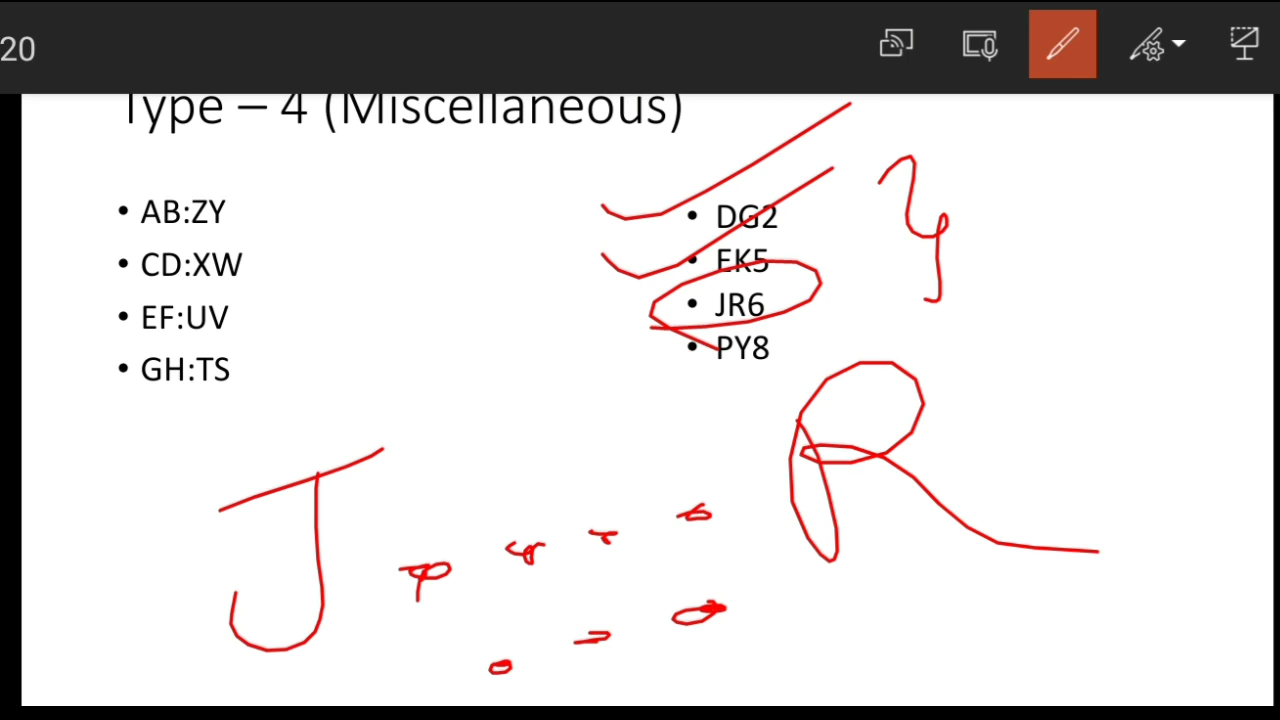 20
Type – 4 (Miscellaneous)
• AB:ZY
• CD:XW
• EF:UV
• GH:TS
• DG2
• EK5
• JR6
• PY8
J R